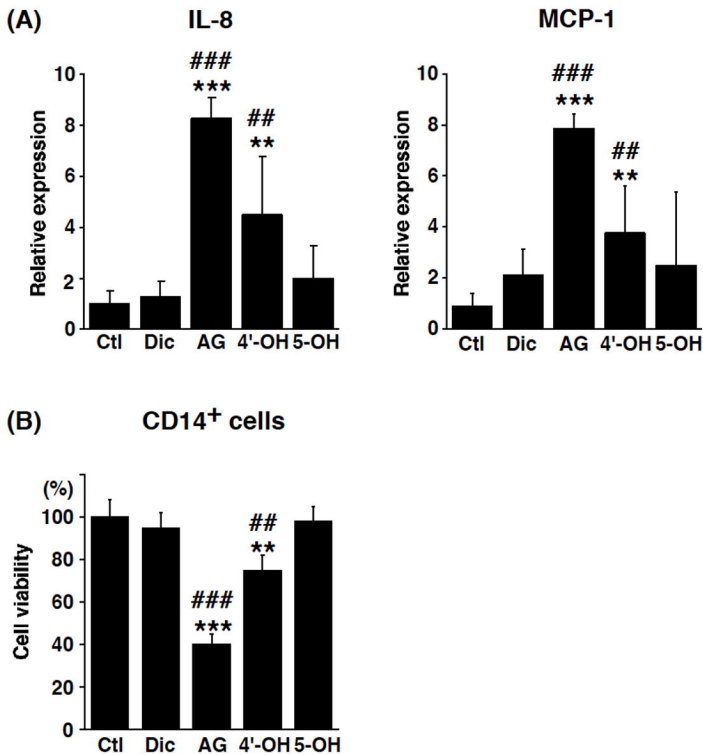 (A)
IL-8
MCP-1
Relative expression
10
8
6
4
2
0
###
***
##
**
Ctl Dic AG 4'-OH 5-OH
Relative expression
10
8
6
4
2
0
###
***
##
**
Ctl Dic AG 4'-OH 5-OH
(B)
CD14+ cells
(%)
Cell viability
100
80
60
40
20
0
###
***
##
**
Ctl Dic AG 4'-OH 5-OH